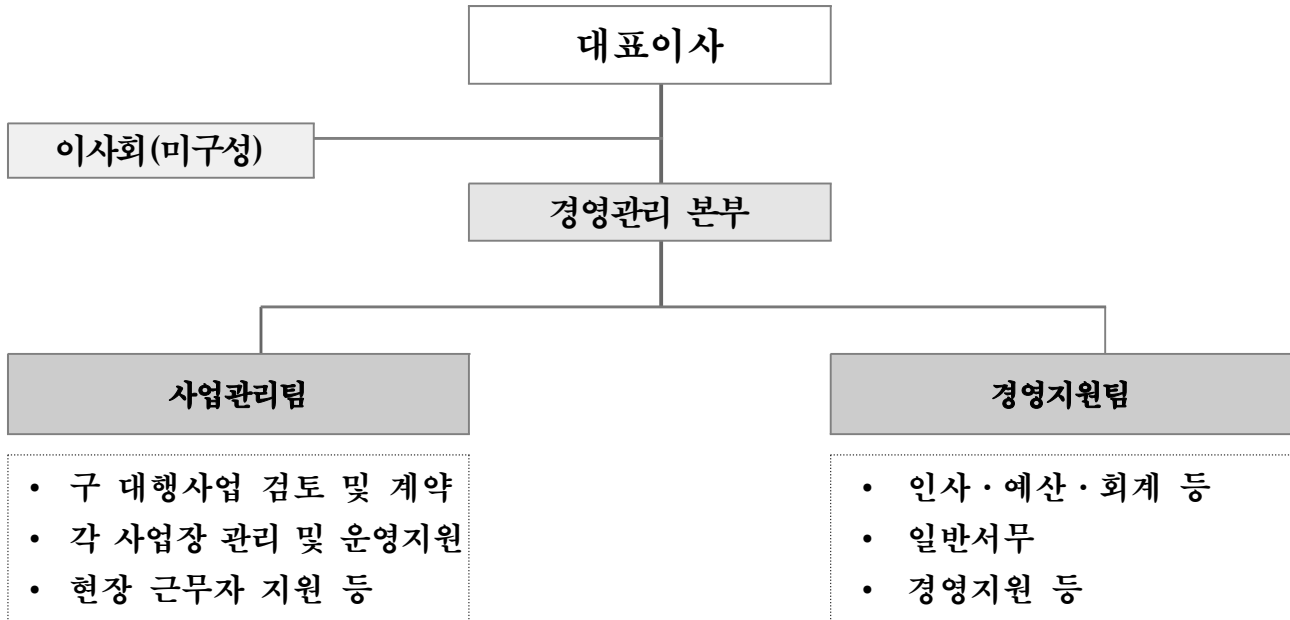 대표이사
이사회(미구성)
경영관리 본부
사업관리팀
• 구 대행사업 검토 및 계약
• 각 사업장 관리 및 운영지원
• 현장 근무자 지원 등
경영지원팀
• 인사·예산·회계 등
• 일반서무
• 경영지원 등